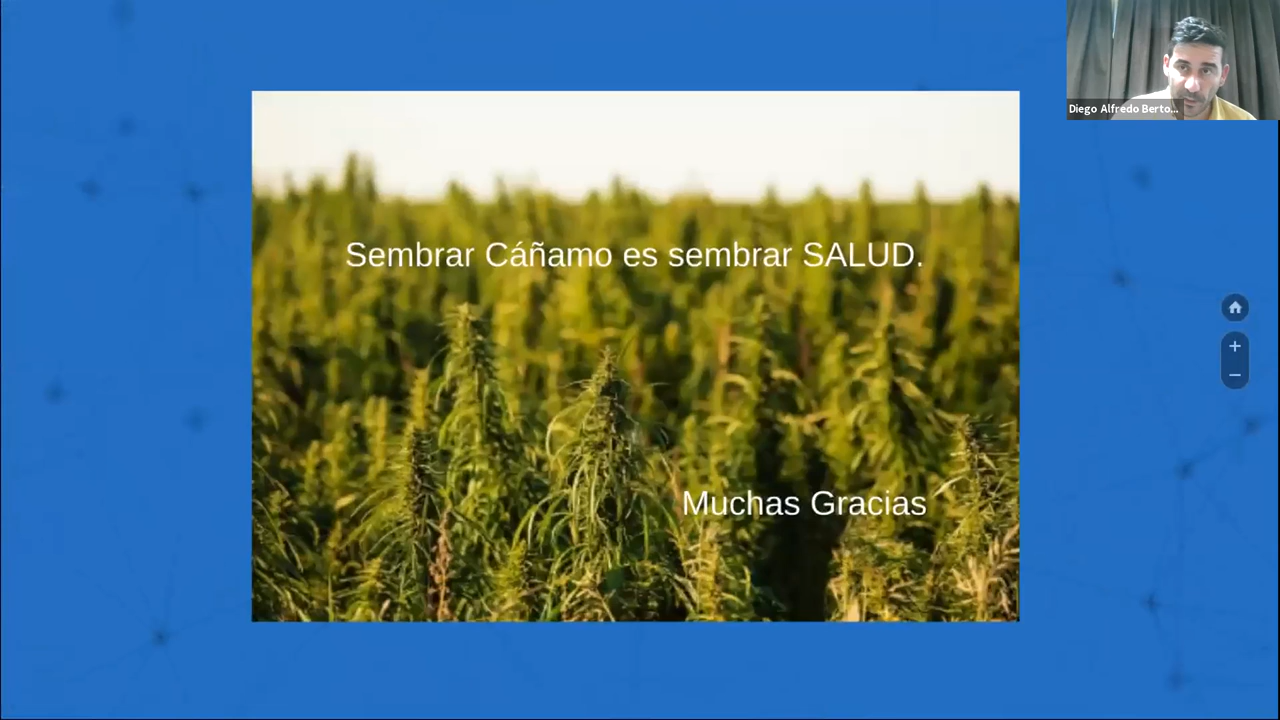 Diego Alfredo Berto...
Sembrar Cáñamo es sembrar SALUD.
Muchas Gracias